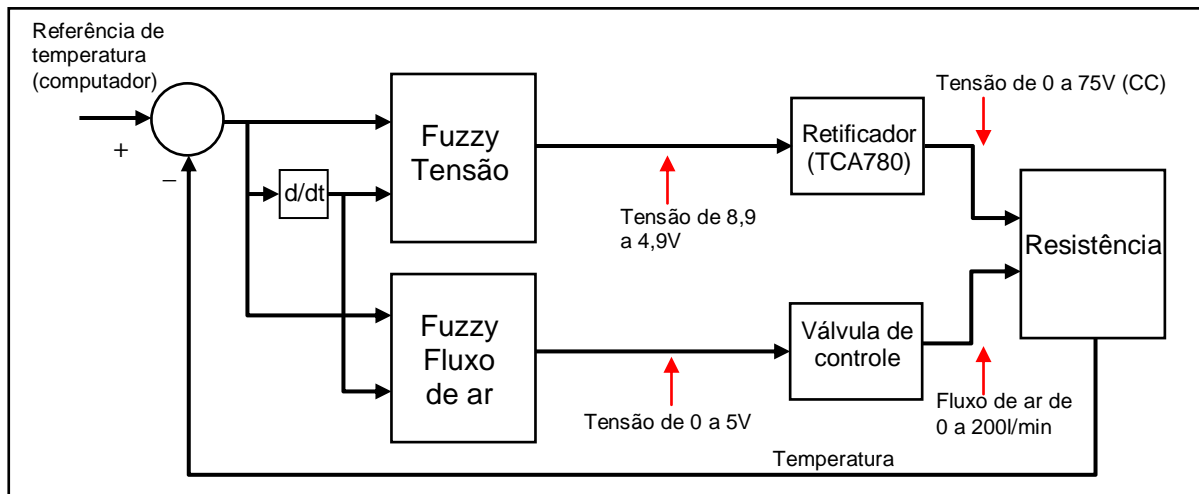 Referência de
temperatura
(computador)
+
−
d/dt
Fuzzy
Tensão
Tensão de 8,9
a 4,9V
Retificador
(TCA780)
Tensão de 0 a 75V (CC)
Resistência
Fuzzy
Fluxo
de ar
Tensão de 0 a 5V
Válvula de
controle
Fluxo de ar de
0 a 200l/min
Temperatura